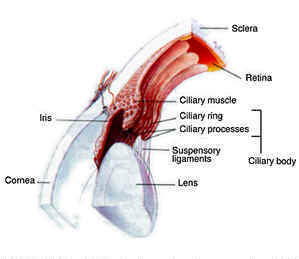 Sclera
Retina
Ciliary muscle
Iris
Ciliary ring
Ciliary processes
Suspensory
ligaments
Ciliary body
Cornea
Lens